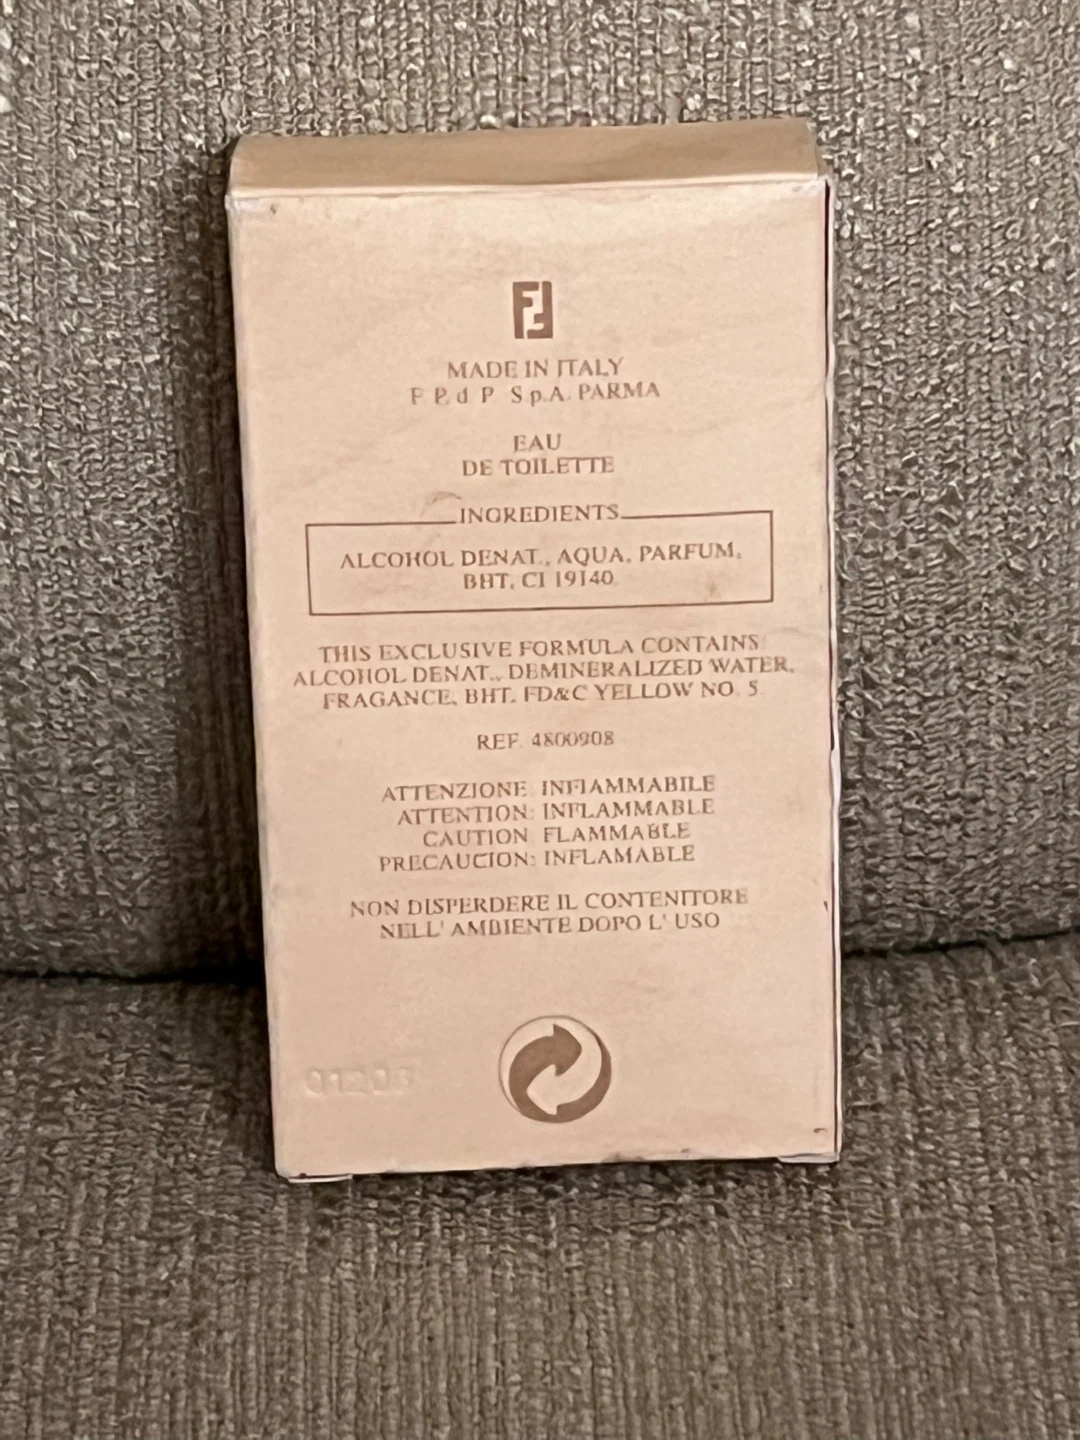 MADE IN ITALY
F P. d P S p.A. PARMA
EAU
DE TOILETTE
INGREDIENTS
ALCOHOL DENAT., AQUA, PARFUM,
BHT, CI 19140
THIS EXCLUSIVE FORMULA CONTAINS:
ALCOHOL DENAT., DEMINERALIZED WATER,
FRAGANCE, BHT. FD&C YELLOW NO. 5
REF. 4800908
ATTENZIONE: INFIAMMABILE
ATTENTION: INFLAMMABLE
CAUTION: FLAMMABLE
PRECAUCION: INFLAMABLE
NON DISPERDERE IL CONTENITORE
NELL' AMBIENTE DOPO L' USO